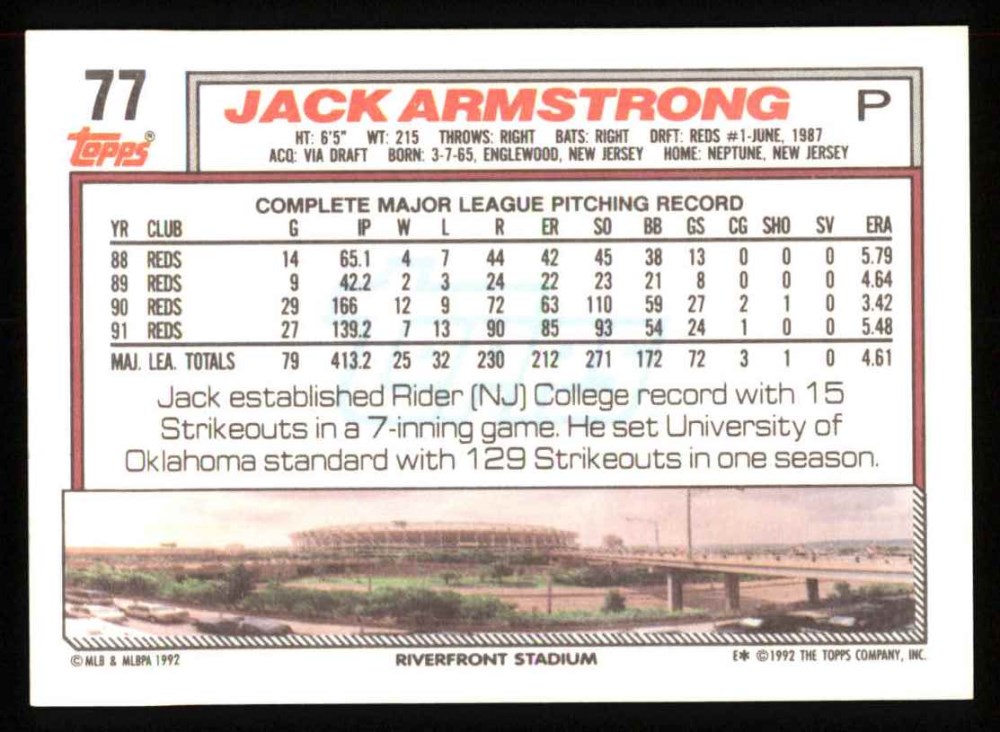 77
JACK ARMSTRONG P
Topps®
HT: 6'5" WT: 215 THROWS: RIGHT BATS: RIGHT DRFT: REDS #1-JUNE, 1987
ACQ: VIA DRAFT BORN: 3-7-65, ENGLEWOOD, NEW JERSEY HOME: NEPTUNE, NEW JERSEY
COMPLETE MAJOR LEAGUE PITCHING RECORD
YR CLUB G IP W L R ER SO BB GS CG SHO SV ERA
88 REDS 14 65.1 4 7 44 42 45 38 13 0 0 0 5.79
89 REDS 9 42.2 2 3 24 22 23 21 8 0 0 0 4.64
90 REDS 29 166 12 9 72 63 110 59 27 2 1 0 3.42
91 REDS 27 139.2 7 13 90 85 93 54 24 1 0 0 5.48
MAJ. LEA. TOTALS 79 413.2 25 32 230 212 271 172 72 3 1 0 4.61
Jack established Rider (NJ) College record with 15
Strikeouts in a 7-inning game. He set University of
Oklahoma standard with 129 Strikeouts in one season.
© MLB & MLBPA 1992 RIVERFRONT STADIUM E* ©1992 THE TOPPS COMPANY, INC.